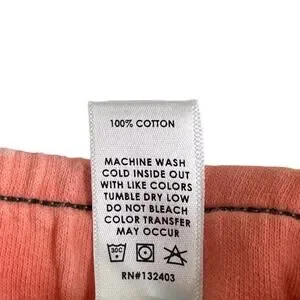 100% COTTON
MACHINE WASH
COLD INSIDE OUT
WITH LIKE COLORS
TUMBLE DRY LOW
DO NOT BLEACH
COLOR TRANSFER
MAY OCCUR
30C
RN#132403